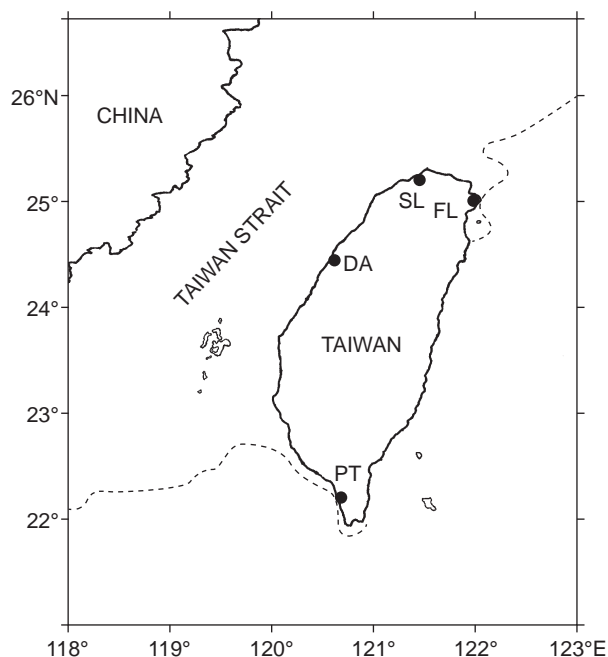 26°N
CHINA
25°
SL
FL
TAIWAN STRAIT
DA
24°
TAIWAN
23°
PT
22°
118°
119°
120°
121°
122°
123°E